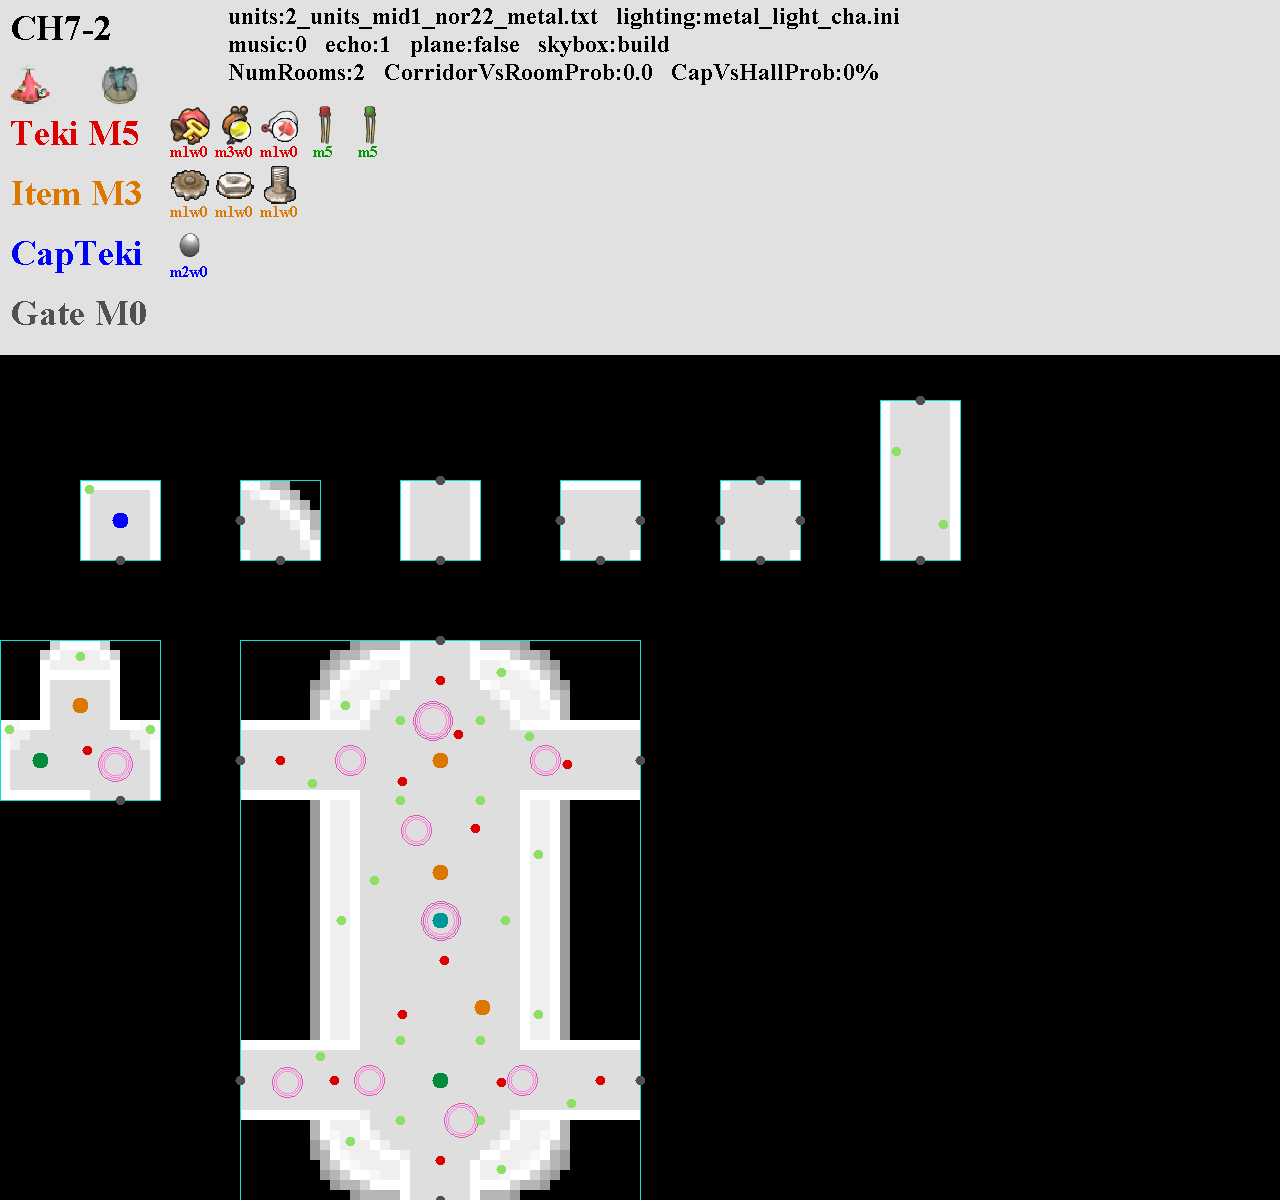 CH7-2
units:2_units_mid1_nor22_metal.txt lighting:metal_light_cha.ini
music:0 echo:1 plane:false skybox:build
NumRooms:2 CorridorVsRoomProb:0.0 CapVsHallProb:0%
Teki M5
m1w0 m3w0 m1w0 m5 m5
Item M3
m1w0 m1w0 m1w0
CapTeki
m2w0
Gate M0